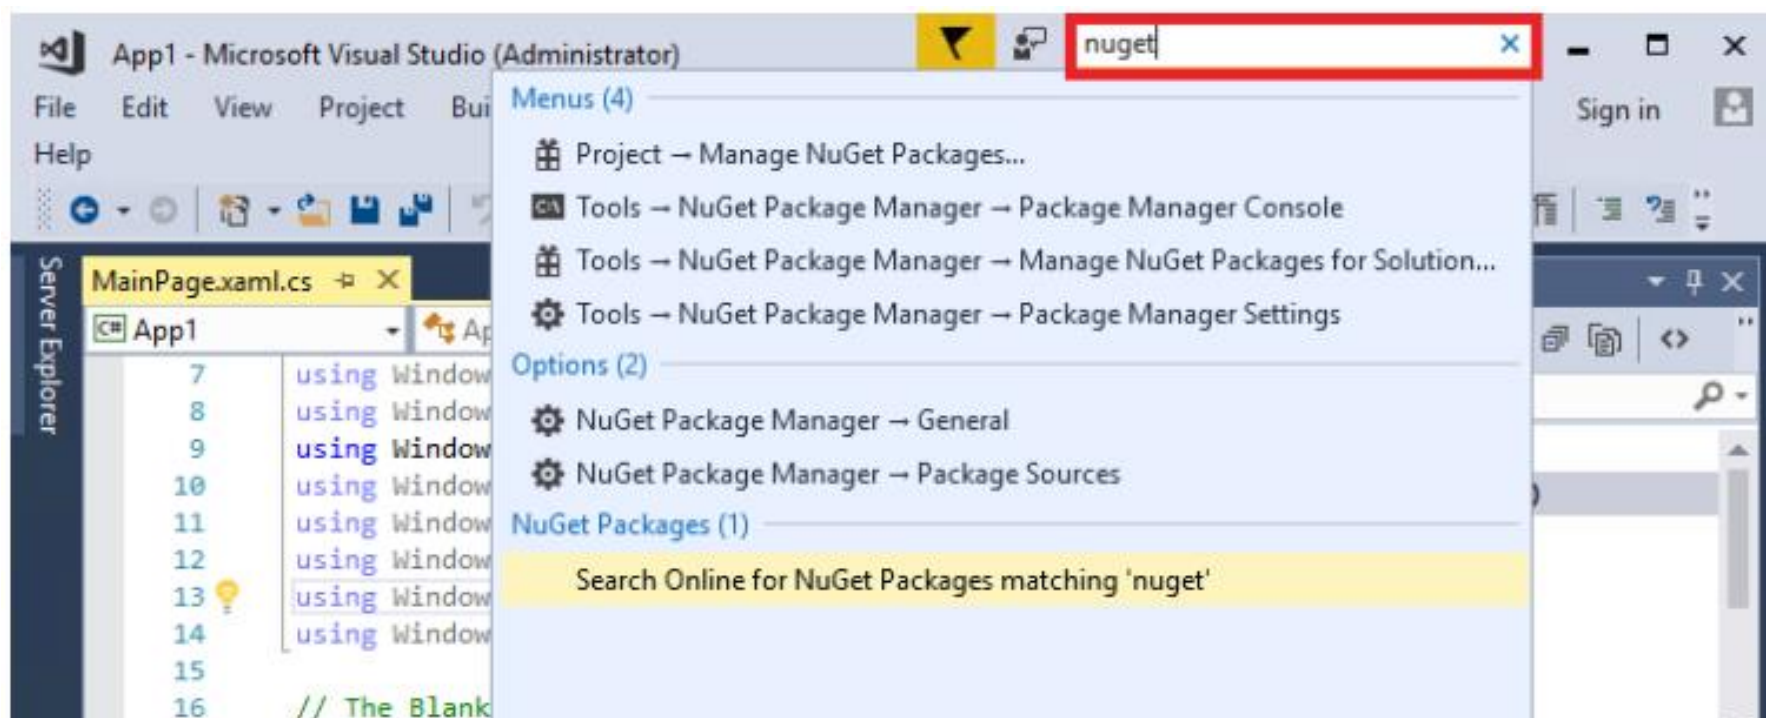 App1 - Microsoft Visual Studio (Administrator)
nuget
File Edit View Project
Sign in
Help
Menus (4)
Project → Manage NuGet Packages...
Tools → NuGet Package Manager → Package Manager Console
Tools → NuGet Package Manager → Manage NuGet Packages for Solution...
Tools → NuGet Package Manager → Package Manager Settings
Options (2)
NuGet Package Manager → General
NuGet Package Manager → Package Sources
NuGet Packages (1)
Search Online for NuGet Packages matching 'nuget'
Server Explorer
MainPage.xaml.cs
C# App1
7 using Window
8 using Window
9 using Window
10 using Window
11 using Window
12 using Window
13 using Window
14 using Window
15
16 // The Blank